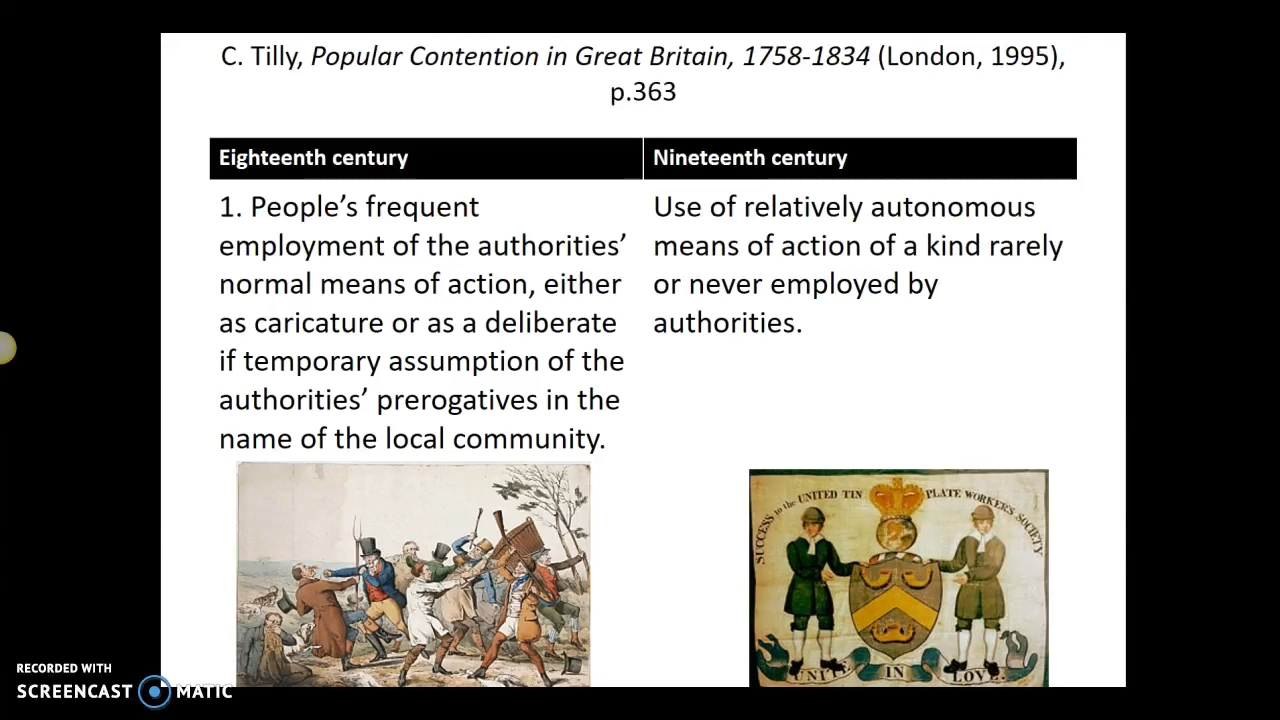 C. Tilly, Popular Contention in Great Britain, 1758-1834 (London, 1995),
p.363
Eighteenth century
Nineteenth century
1. People’s frequent
employment of the authorities’
normal means of action, either
as caricature or as a deliberate
if temporary assumption of the
authorities’ prerogatives in the
name of the local community.
Use of relatively autonomous
means of action of a kind rarely
or never employed by
authorities.
SUCCESS to the UNITED TIN PLATE WORKERS SOCIETY
IN LOVE.
RECORDED WITH
SCREENCAST MATIC